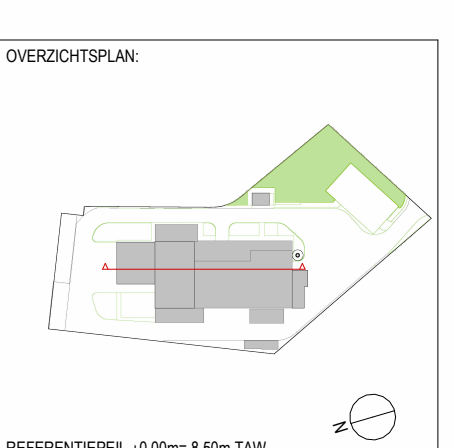 OVERZICHTSPLAN:
N
REFERENTIEPEIL ±0.00m= 8.50m TAW